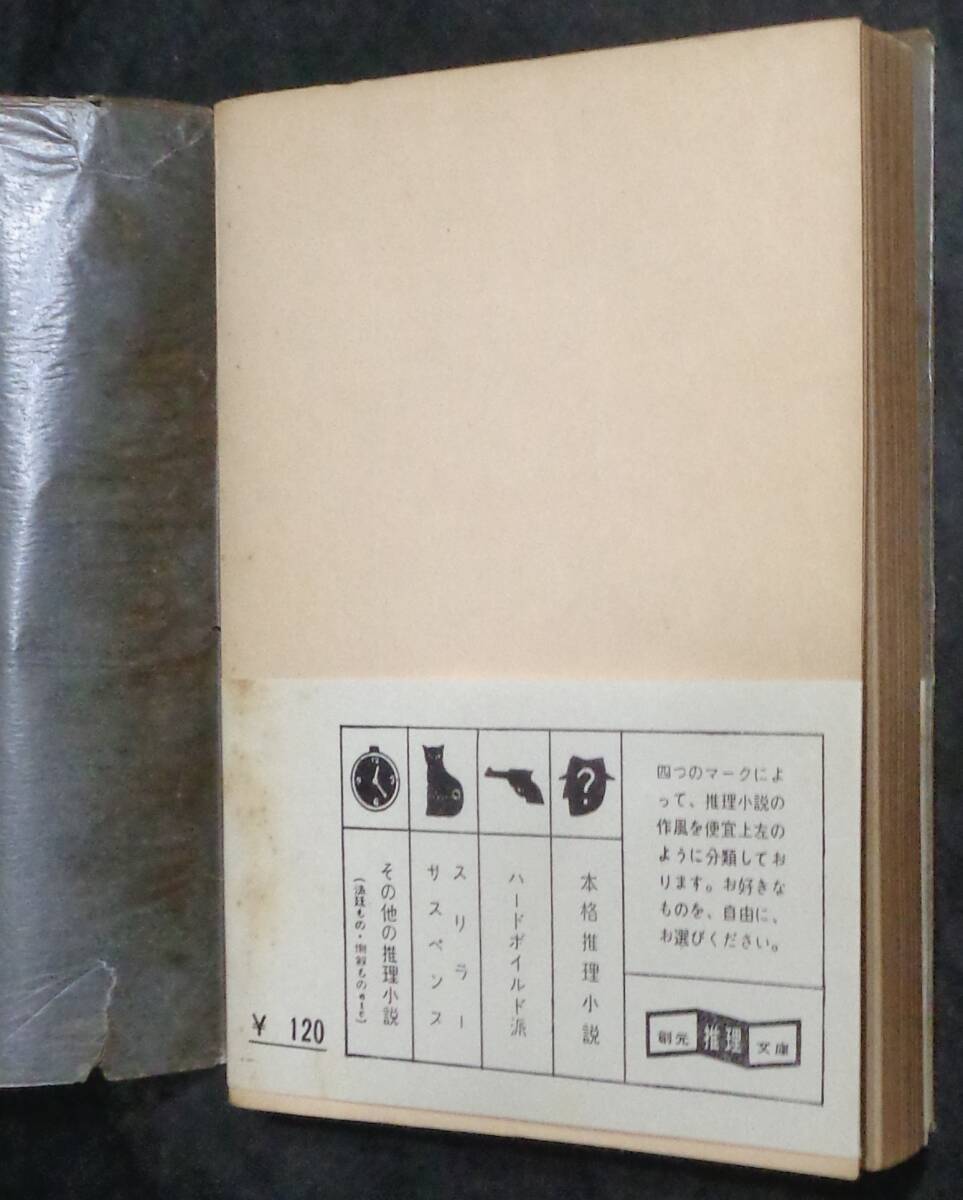 四つのマークによ
って、推理小説の
作風を便宜上左の
ように分類してお
ります。お好きな
ものを、自由に、
お選びください。
創元推理文庫
?
本格推理小説
ハードボイルド派
スリラー
サスペンス
その他の推理小説
(法廷もの・倒叙ものetc)
¥ 120